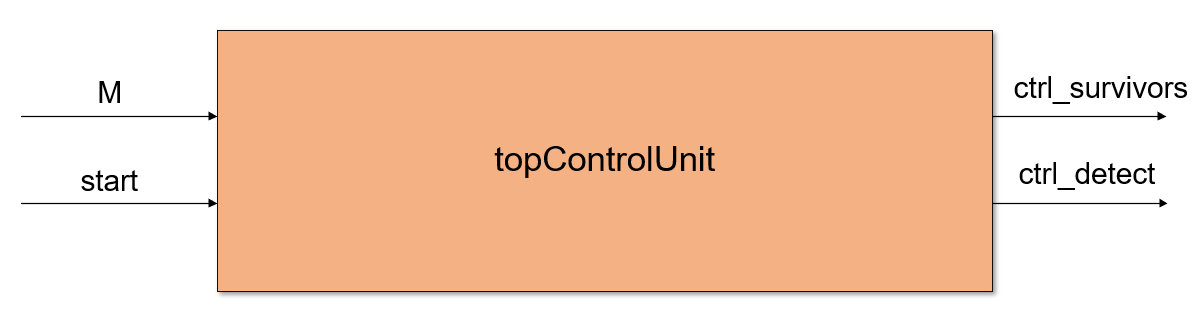 M
ctrl_survivors
topControlUnit
start
ctrl_detect